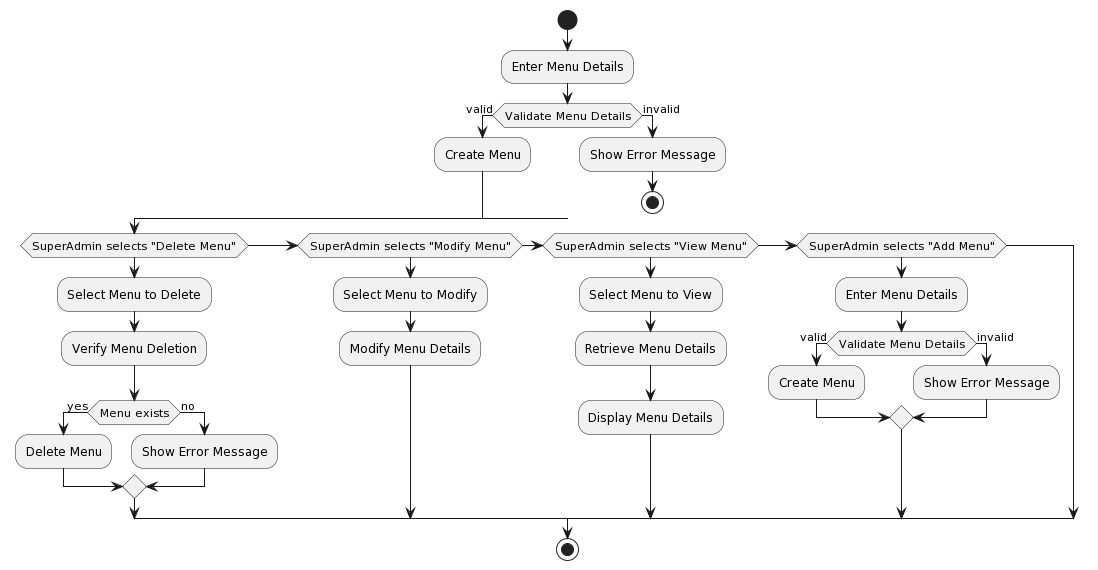 Enter Menu Details
valid
Validate Menu Details
invalid
Create Menu
Show Error Message
SuperAdmin selects "Delete Menu"
SuperAdmin selects "Modify Menu"
SuperAdmin selects "View Menu"
SuperAdmin selects "Add Menu"
Select Menu to Delete
Select Menu to Modify
Select Menu to View
Enter Menu Details
Verify Menu Deletion
Modify Menu Details
Retrieve Menu Details
valid
Validate Menu Details
invalid
Create Menu
Show Error Message
yes
Menu exists
no
Display Menu Details
Delete Menu
Show Error Message